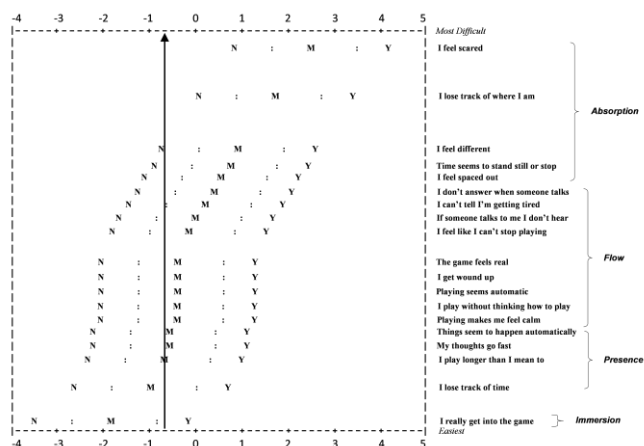 -4 -3 -2 -1 0 1 2 3 4 5
Most Difficult
N : M : Y I feel scared
N : M : Y I lose track of where I am
Absorption
N : M : Y I feel different
N : M : Y Time seems to stand still or stop
N : M : Y I feel spaced out
N : M : Y I don't answer when someone talks
N : M : Y I can't tell I'm getting tired
N : M : Y If someone talks to me I don't hear
N : M : Y I feel like I can't stop playing
Flow
N : M : Y The game feels real
N : M : Y I get wound up
N : M : Y Playing seems automatic
N : M : Y I play without thinking how to play
N : M : Y Playing makes me feel calm
N : M : Y Things seem to happen automatically
N : M : Y My thoughts go fast
N : M : Y I play longer than I mean to
Presence
N : M : Y I lose track of time
N : M : Y I really get into the game
Immersion
Easiest
-4 -3 -2 -1 0 1 2 3 4 5